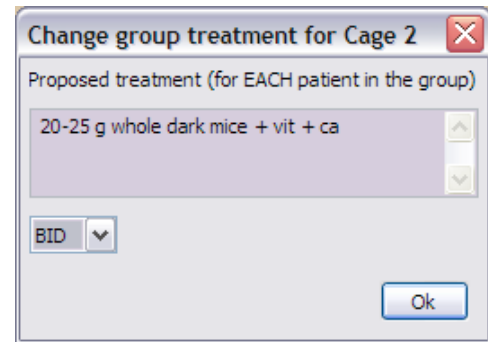 Change group treatment for Cage 2
Proposed treatment (for EACH patient in the group)
20-25 g whole dark mice + vit + ca
BID
Ok